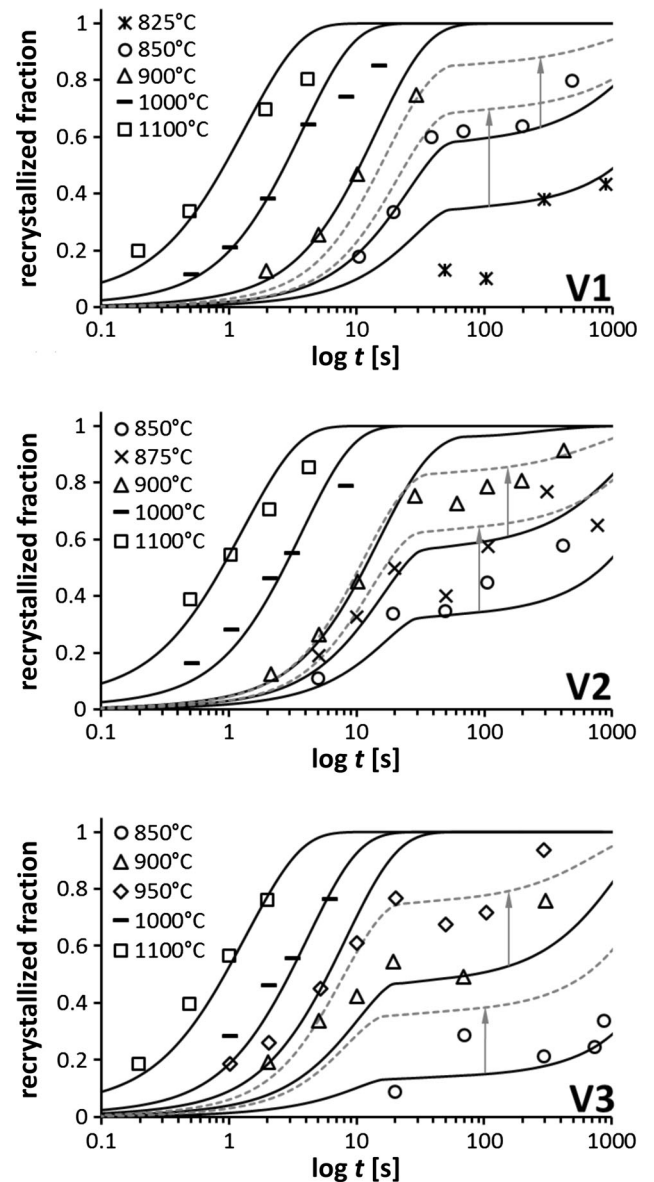 recrystallized fraction
1
0.8
0.6
0.4
0.2
0
825°C
850°C
900°C
1000°C
1100°C
V1
0.1 1 10 100 1000
log t [s]
recrystallized fraction
1
0.8
0.6
0.4
0.2
0
850°C
875°C
900°C
1000°C
1100°C
V2
0.1 1 10 100 1000
log t [s]
recrystallized fraction
1
0.8
0.6
0.4
0.2
0
850°C
900°C
950°C
1000°C
1100°C
V3
0.1 1 10 100 1000
log t [s]